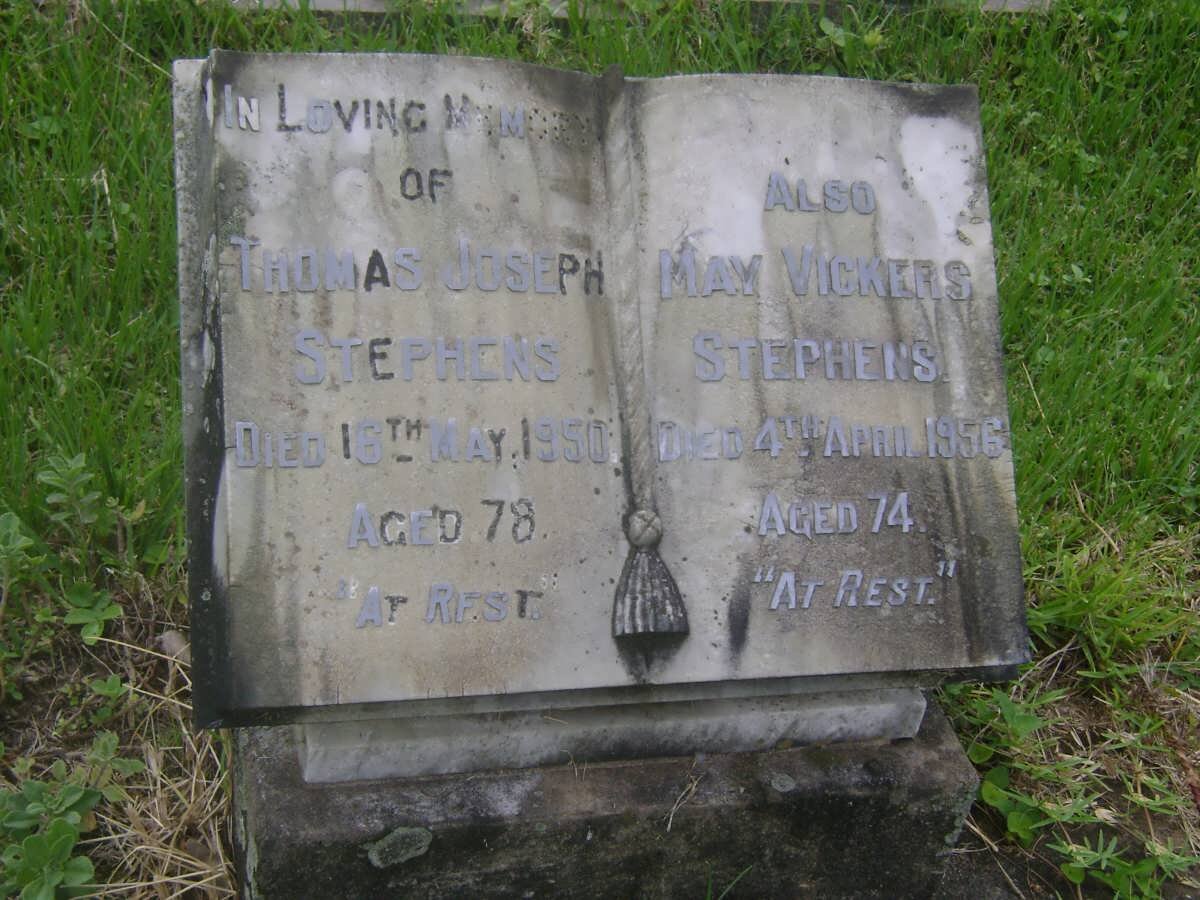 In Loving Memory
of
Thomas Joseph
Stephens
Died 16th May, 1950.
Aged 78.
"At Rest."
Also
May Vickers
Stephens.
Died 4th April, 1956
Aged 74.
"At Rest."